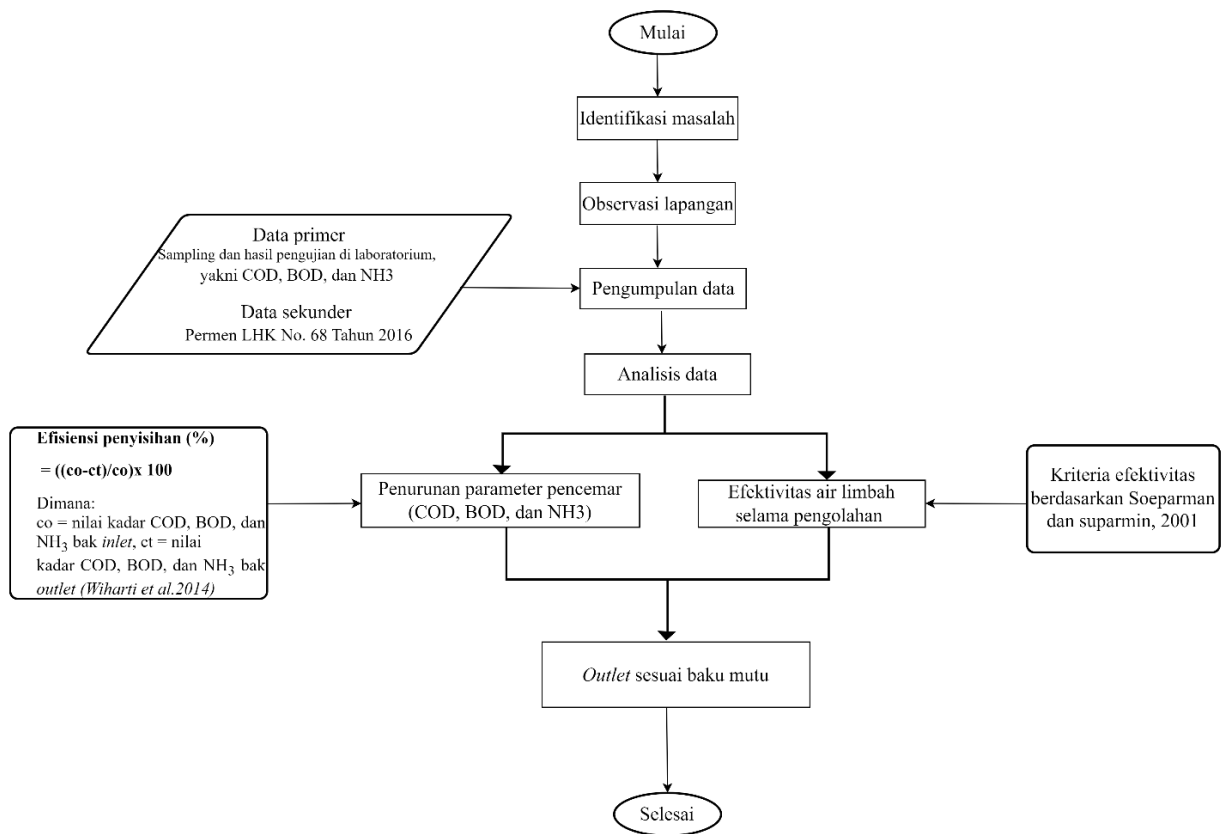 Mulai
Identifikasi masalah
Observasi lapangan
Data primer
Sampling dan hasil pengujian di laboratorium,
yakni COD, BOD, dan NH3
Data sekunder
Permen LHK No. 68 Tahun 2016
Pengumpulan data
Analisis data
Efisiensi penyisihan (%)
= ((co-ct)/co)x 100
Dimana:
co = nilai kadar COD, BOD, dan
NH₃ bak inlet, ct = nilai
kadar COD, BOD, dan NH₃ bak
outlet (Wiharti et al.2014)
Penurunan parameter pencemar
(COD, BOD, dan NH3)
Efektivitas air limbah
selama pengolahan
Kriteria efektivitas
berdasarkan Soeparman
dan suparmin, 2001
Outlet sesuai baku mutu
Selesai